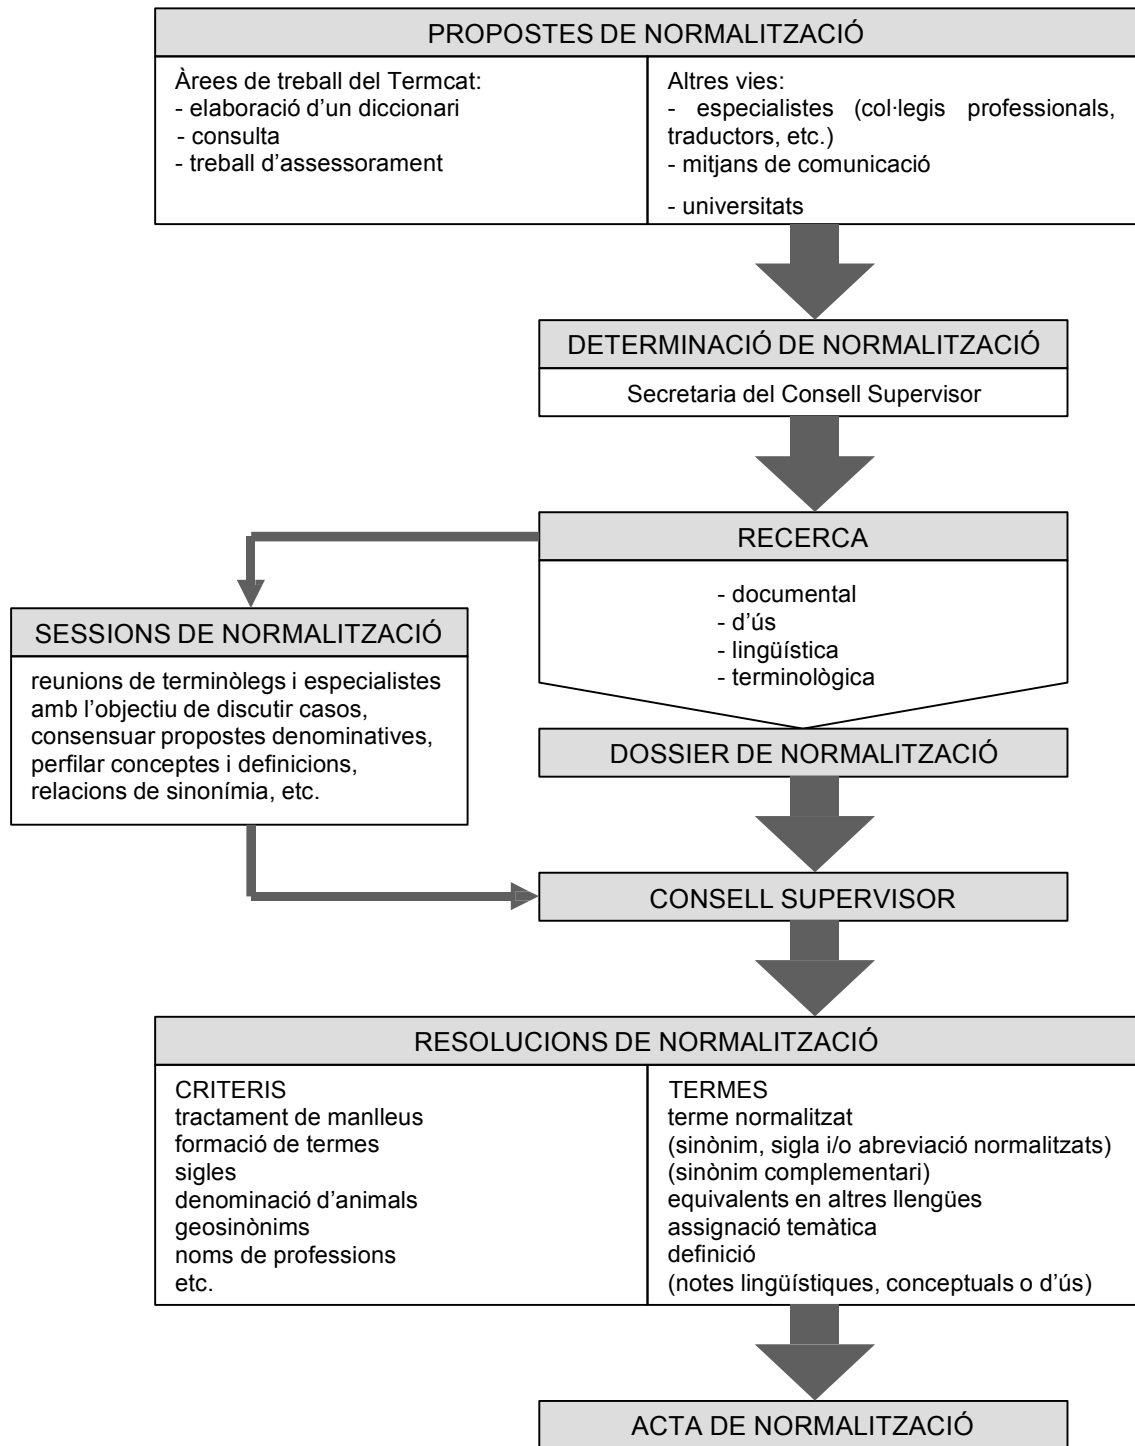 PROPOSTES DE NORMALITZACIÓ
Àrees de treball del Termcat:
- elaboració d’un diccionari
- consulta
- treball d’assessorament
Altres vies:
- especialistes (col·legis professionals,
traductors, etc.)
- mitjans de comunicació
- universitats
DETERMINACIÓ DE NORMALITZACIÓ
Secretaria del Consell Supervisor
RECERCA
- documental
- d’ús
- lingüística
- terminològica
SESSIONS DE NORMALITZACIÓ
reunions de terminòlegs i especialistes
amb l’objectiu de discutir casos,
consensuar propostes denominatives,
perfilar conceptes i definicions,
relacions de sinonímia, etc.
DOSSIER DE NORMALITZACIÓ
CONSELL SUPERVISOR
RESOLUCIONS DE NORMALITZACIÓ
CRITERIS
tractament de manlleus
formació de termes
sigles
denominació d’animals
geosinònims
noms de professions
etc.
TERMES
terme normalitzat
(sinònim, sigla i/o abreviació normalitzats)
(sinònim complementari)
equivalents en altres llengües
assignació temàtica
definició
(notes lingüístiques, conceptuals o d’ús)
ACTA DE NORMALITZACIÓ